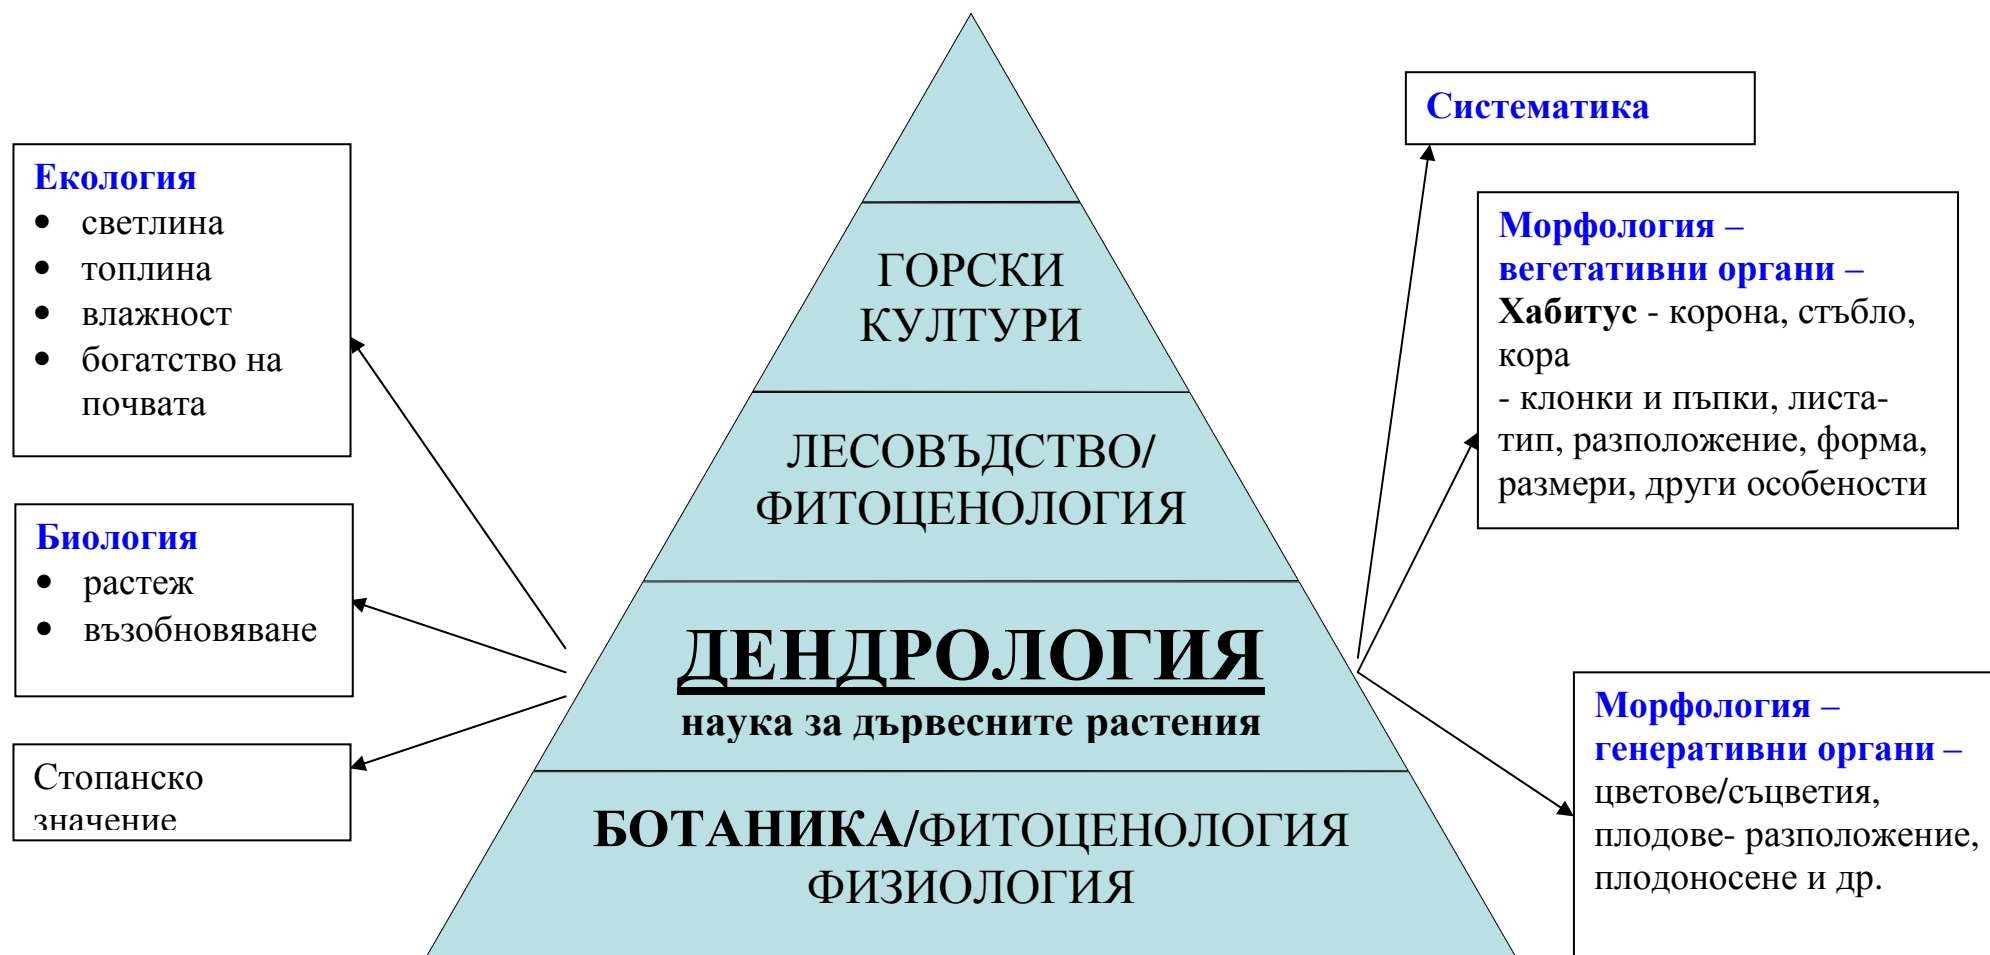 Екология
• светлина
• топлина
• влажност
• богатство на
почвата
Биология
• растеж
• възобновяване
Стопанско
значение
ГОРСКИ
КУЛТУРИ
ЛЕСОВЪДСТВО/
ФИТОЦЕНОЛОГИЯ
ДЕНДРОЛОГИЯ
наука за дървесните растения
БОТАНИКА/ФИТОЦЕНОЛОГИЯ
ФИЗИОЛОГИЯ
Систематика
Морфология –
вегетативни органи –
Хабитус - корона, стъбло,
кора
- клонки и пъпки, листа-
тип, разположение, форма,
размери, други особености
Морфология –
генеративни органи –
цветове/съцветия,
плодове- разположение,
плодоносене и др.